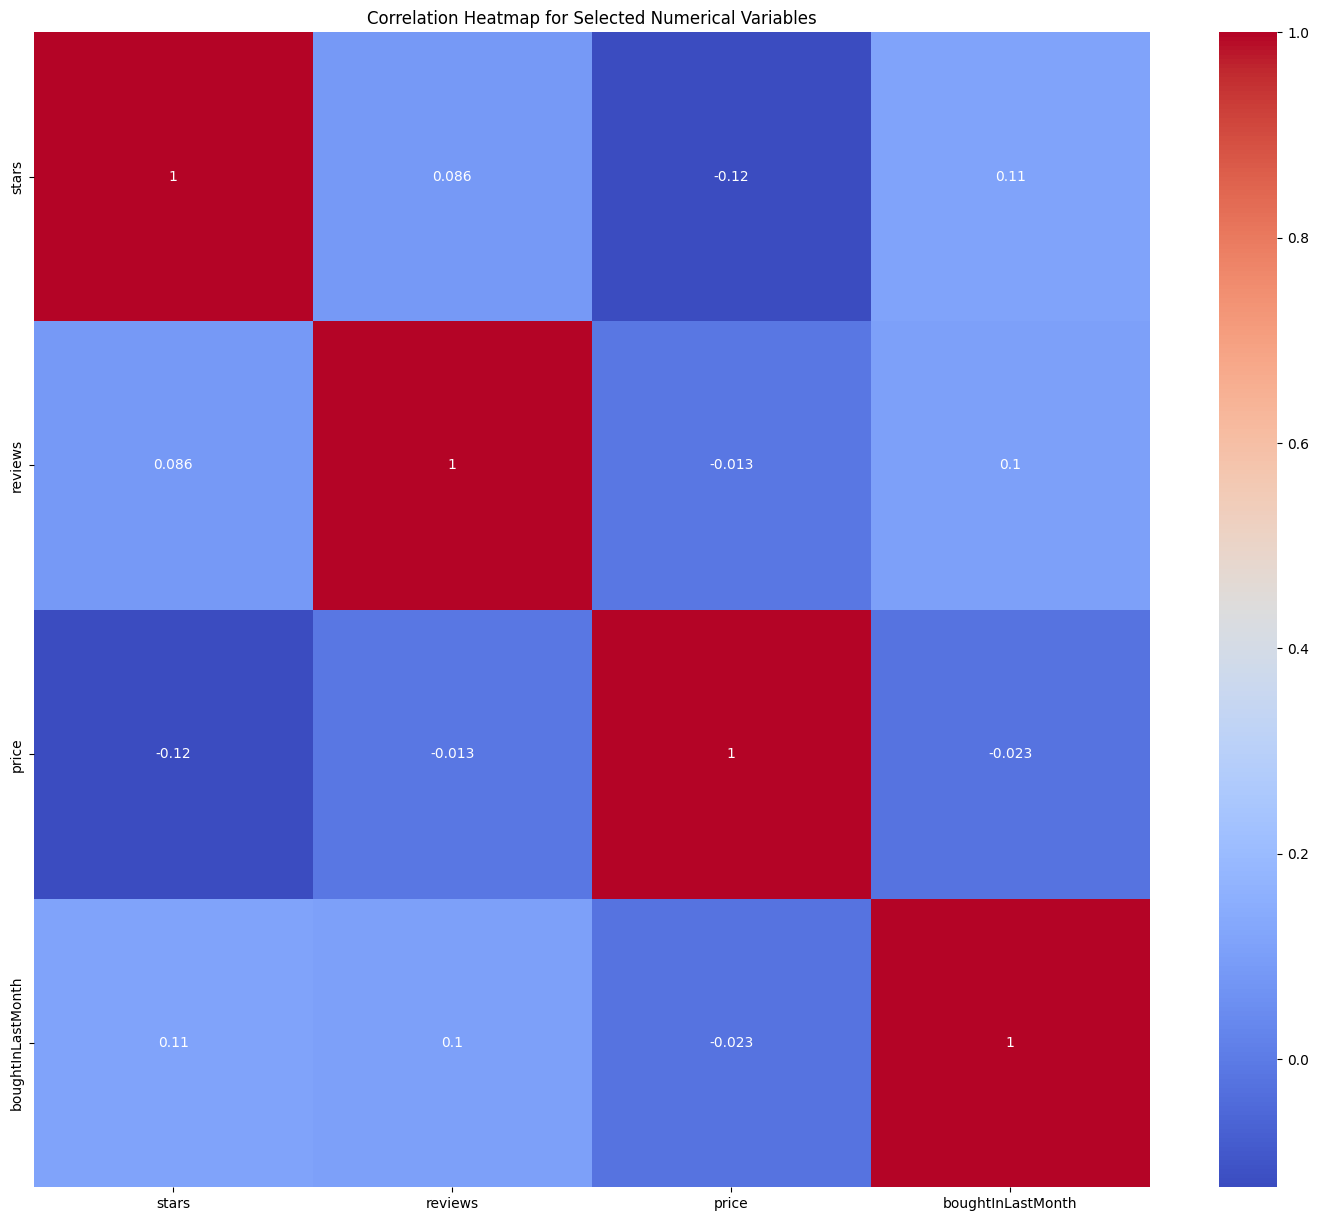 Correlation Heatmap for Selected Numerical Variables
stars 1 0.086 -0.12 0.11
reviews 0.086 1 -0.013 0.1
price -0.12 -0.013 1 -0.023
boughtInLastMonth 0.11 0.1 -0.023 1
stars reviews price boughtInLastMonth
1.0
0.8
0.6
0.4
0.2
0.0